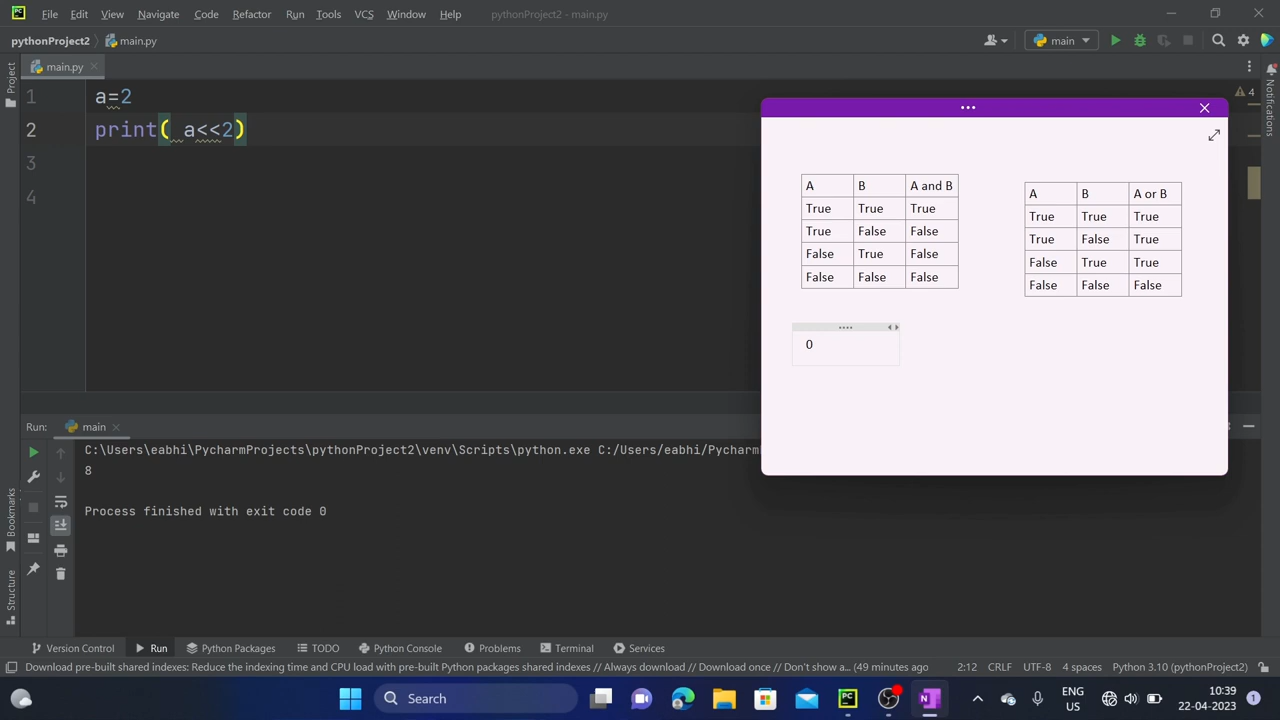 File Edit View Navigate Code Refactor Run Tools VCS Window Help pythonProject2 - main.py
pythonProject2 main.py main
Project
main.py
Notifications
1 a=2
2 print( a<<2)
3
4
4
A B A and B
True True True
True False False
False True False
False False False
A B A or B
True True True
True False True
False True True
False False False
0
Run: main
C:\Users\eabhi\PycharmProjects\pythonProject2\venv\Scripts\python.exe C:/Users/eabhi/Pycharm
8
Process finished with exit code 0
Bookmarks
Structure
Version Control Run Python Packages TODO Python Console Problems Terminal Services
Download pre-built shared indexes: Reduce the indexing time and CPU load with pre-built Python packages shared indexes // Always download // Download once // Don't show a... (49 minutes ago) 2:12 CRLF UTF-8 4 spaces Python 3.10 (pythonProject2)
Search
ENG
US
10:39
22-04-2023
1